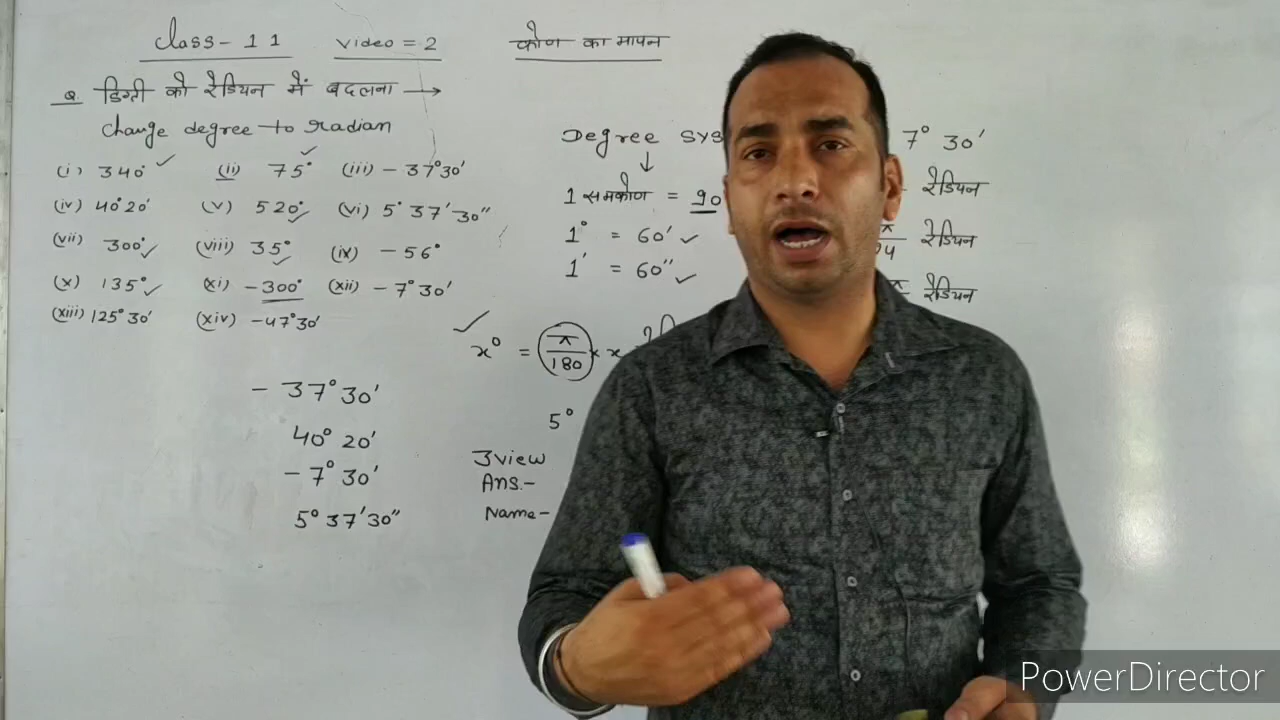 Class - 11 video = 2 कोण का मापन
Q डिग्री को रेडियन में बदलना →
Change degree to radian
(i) 340° ✓ (ii) 75° ✓ (iii) - 37°30'
(iv) 40°20' (v) 520° ✓ (vi) 5° 37' 30"
(vii) 300° ✓ (viii) 35° ✓ (ix) - 56°
(x) 135° ✓ (xi) - 300° (xii) - 7° 30'
(xiii) 125° 30' (xiv) -47°30'
- 37° 30'
40° 20'
- 7° 30'
5° 37' 30"
Degree
↓
1 समकोण = 90
1° = 60' ✓
1' = 60" ✓
✓ x° = π/180 × x
5°
3view
Ans.-
Name-
7° 30'
रेडियन
रेडियन
रेडियन
PowerDirector